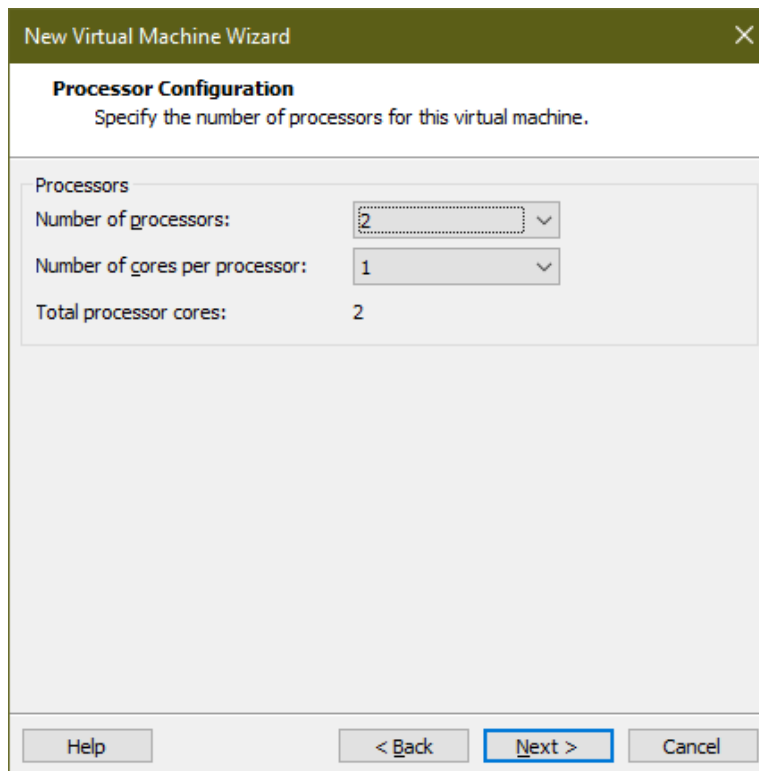 New Virtual Machine Wizard
Processor Configuration
Specify the number of processors for this virtual machine.
Processors
Number of processors: 2
Number of cores per processor: 1
Total processor cores: 2
Help < Back Next > Cancel